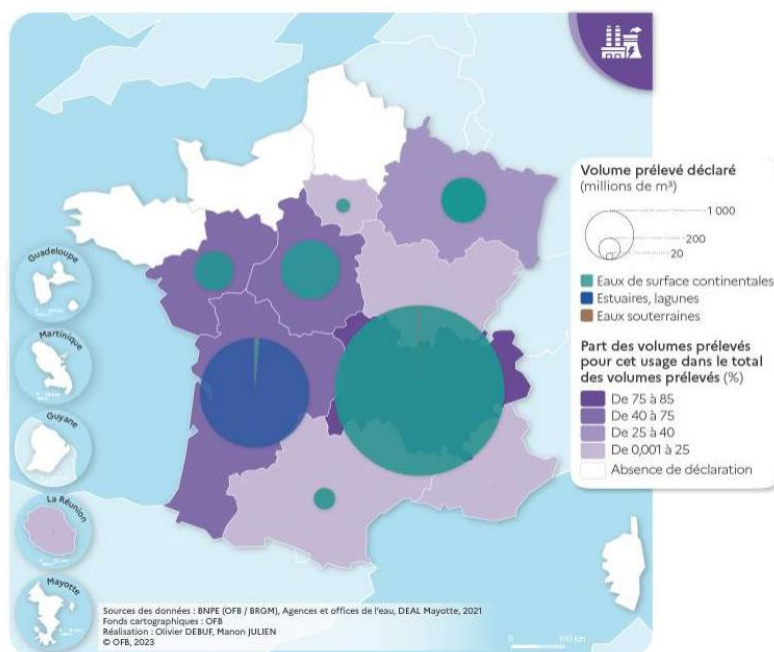 Volume prélevé déclaré
(millions de m³)
1 000
200
20
Eaux de surface continentales
Estuaires, lagunes
Eaux souterraines
Part des volumes prélevés
pour cet usage dans le total
des volumes prélevés (%)
De 75 à 85
De 40 à 75
De 25 à 40
De 0,001 à 25
Absence de déclaration
Guadeloupe
Martinique
Guyane
La Réunion
Mayotte
Sources des données : BNPE (OFB / BRGM), Agences et offices de l'eau, DEAL Mayotte, 2021
Fonds cartographiques : OFB
Réalisation : Olivier DEBUF, Manon JULIEN
© OFB, 2023
0
100 km